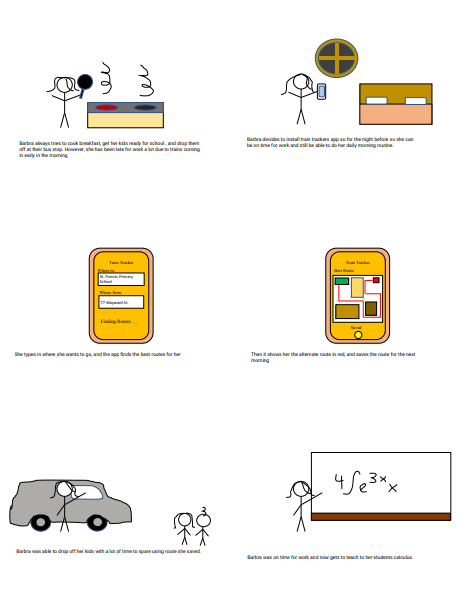 Barbra always tries to cook breakfast, get her kids ready for school , and drop them
off at their bus stop. However, she has been late for work a lot due to trains coming
in early in the morning
Barbra decides to install train trackers app so for the night before so she can
be on time for work and still be able to do her daily morning routine.
Train Tracker
Where to:
St. Francis Primary
School
Where from:
77 Wayward St.
Finding Routes ...
She types in where she wants to go, and the app finds the best routes for her
Train Tracker
Best Route
Saved
Then it shows her the alternate route in red, and saves the route for the next
morning
Barbra was able to drop off her kids with a lot of time to spare using route she saved.
4∫e^{3x}x
Barbra was on time for work and now gets to teach to her students calculus.